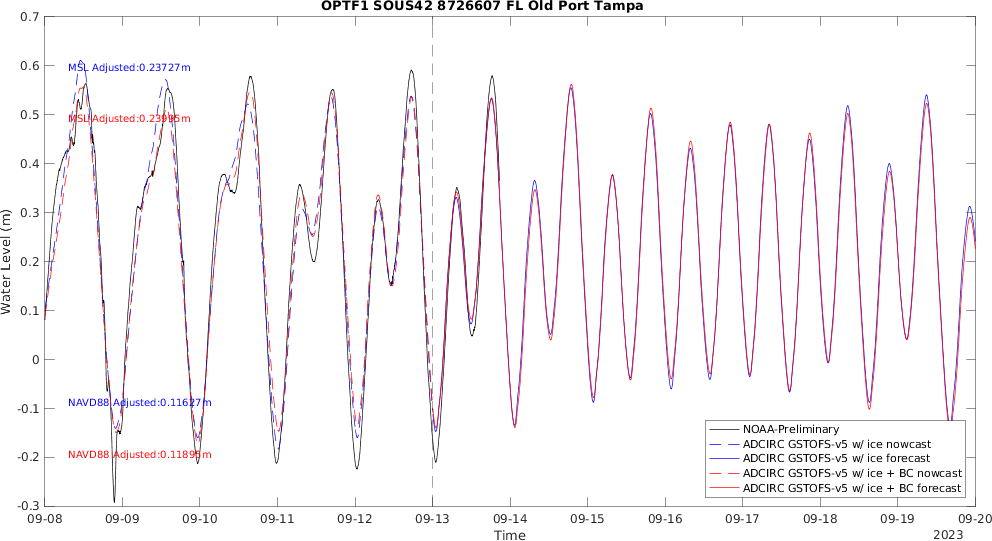 OPTF1 SOUS42 8726607 FL Old Port Tampa
0.7
0.6
0.5
0.4
0.3
0.2
0.1
0
-0.1
-0.2
-0.3
Water Level (m)
MSL Adjusted:0.23727m
MSL Adjusted:0.23995m
NAVD88 Adjusted:0.11627m
NAVD88 Adjusted:0.11895m
NOAA-Preliminary
ADCIRC GSTOFS-v5 w/ ice nowcast
ADCIRC GSTOFS-v5 w/ ice forecast
ADCIRC GSTOFS-v5 w/ ice + BC nowcast
ADCIRC GSTOFS-v5 w/ ice + BC forecast
09-08 09-09 09-10 09-11 09-12 09-13 09-14 09-15 09-16 09-17 09-18 09-19 09-20
Time
2023